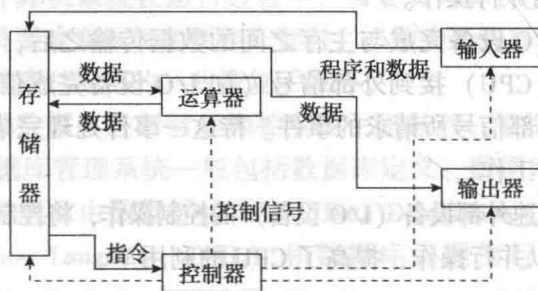 数据
程序和数据
输入器
存储器
数据
运算器
数据
输出器
控制信号
指令
控制器